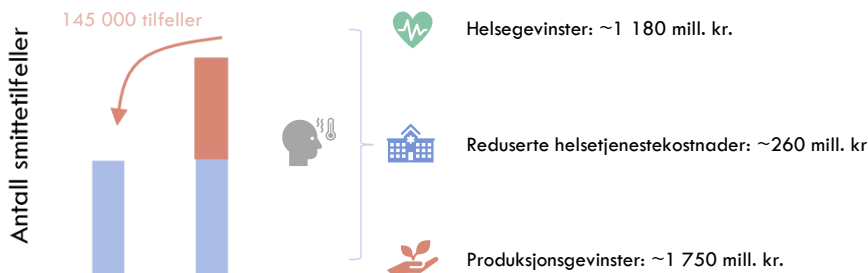 145 000 tilfeller
Antall smittetilfeller
Helsegevinster: ~1 180 mill. kr.
Reduserte helsetjenestekostnader: ~260 mill. kr
Produksjonsgevinster: ~1 750 mill. kr.